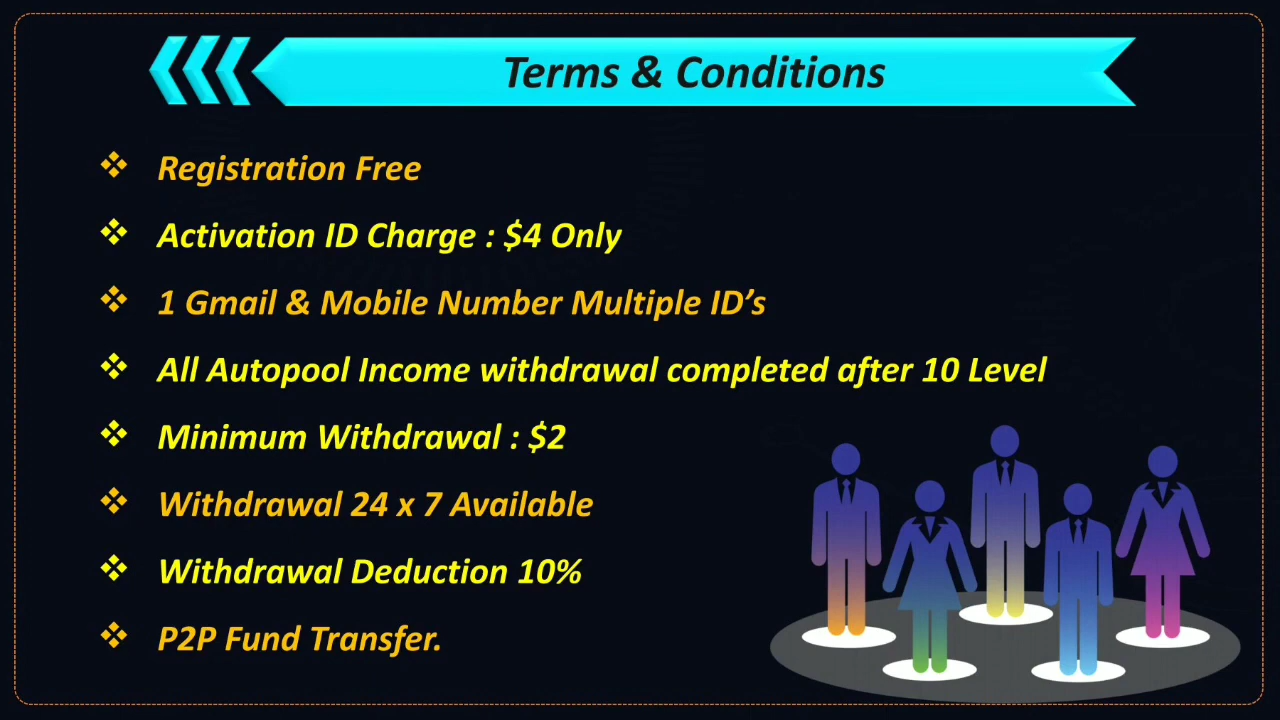 Terms & Conditions
Registration Free
Activation ID Charge : $4 Only
1 Gmail & Mobile Number Multiple ID’s
All Autopool Income withdrawal completed after 10 Level
Minimum Withdrawal : $2
Withdrawal 24 x 7 Available
Withdrawal Deduction 10%
P2P Fund Transfer.